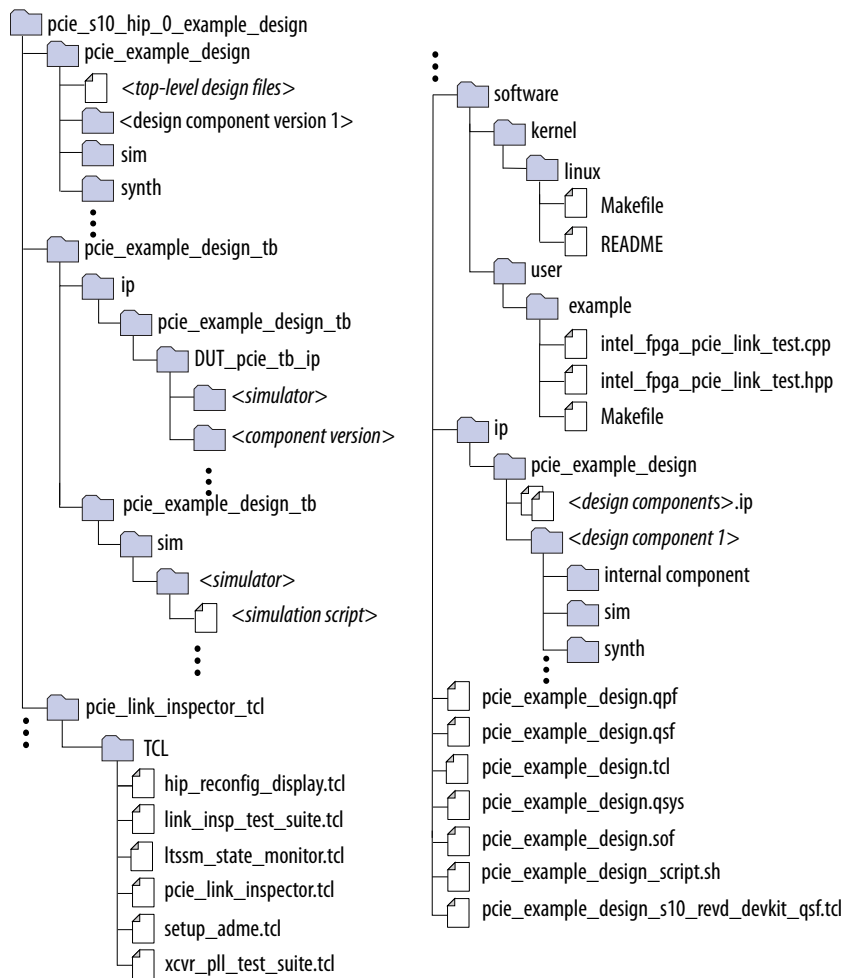 pcie_s10_hip_0_example_design
pcie_example_design
<top-level design files>
<design component version 1>
sim
synth
pcie_example_design_tb
ip
pcie_example_design_tb
DUT_pcie_tb_ip
<simulator>
<component version>
pcie_example_design_tb
sim
<simulator>
<simulation script>
pcie_link_inspector_tcl
TCL
hip_reconfig_display.tcl
link_insp_test_suite.tcl
ltssm_state_monitor.tcl
pcie_link_inspector.tcl
setup_adme.tcl
xcvr_pll_test_suite.tcl
software
kernel
linux
Makefile
README
user
example
intel_fpga_pcie_link_test.cpp
intel_fpga_pcie_link_test.hpp
Makefile
ip
pcie_example_design
<design components>.ip
<design component 1>
internal component
sim
synth
pcie_example_design.qpf
pcie_example_design.qsf
pcie_example_design.tcl
pcie_example_design.qsys
pcie_example_design.sof
pcie_example_design_script.sh
pcie_example_design_s10_revd_devkit_qsf.tcl